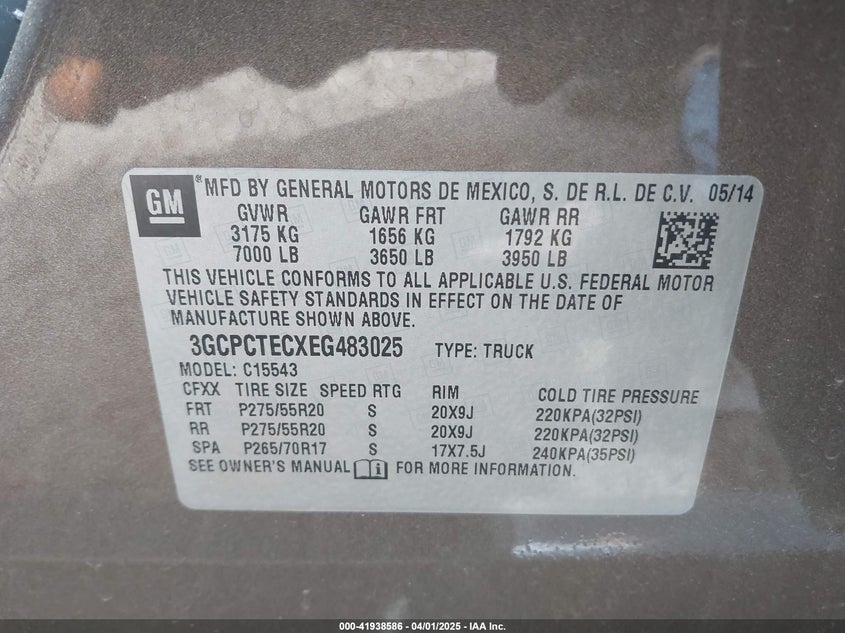 GM ® MFD BY GENERAL MOTORS DE MEXICO, S. DE R.L. DE C.V. 05/14
GVWR GAWR FRT GAWR RR
3175 KG 1656 KG 1792 KG
7000 LB 3650 LB 3950 LB
THIS VEHICLE CONFORMS TO ALL APPLICABLE U.S. FEDERAL MOTOR
VEHICLE SAFETY STANDARDS IN EFFECT ON THE DATE OF
MANUFACTURE SHOWN ABOVE.
3GCPCTECXEG483025 TYPE: TRUCK
MODEL: C15543
CFXX TIRE SIZE SPEED RTG RIM COLD TIRE PRESSURE
FRT P275/55R20 S 20X9J 220KPA(32PSI)
RR P275/55R20 S 20X9J 220KPA(32PSI)
SPA P265/70R17 S 17X7.5J 240KPA(35PSI)
SEE OWNER'S MANUAL FOR MORE INFORMATION.
000-41938586 - 04/01/2025 - IAA Inc.